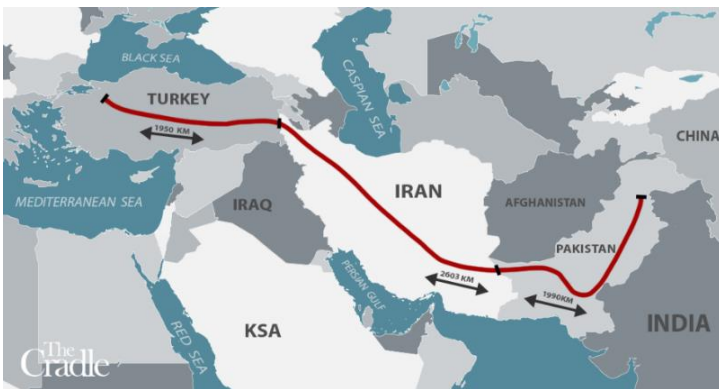 BLACK SEA
CASPIAN SEA
TURKEY
1950 KM
CHINA
MEDITERRANEAN SEA
IRAQ
IRAN
AFGHANISTAN
PAKISTAN
PERSIAN GULF
2603 KM
1990KM
RED SEA
KSA
INDIA
The
Cradle